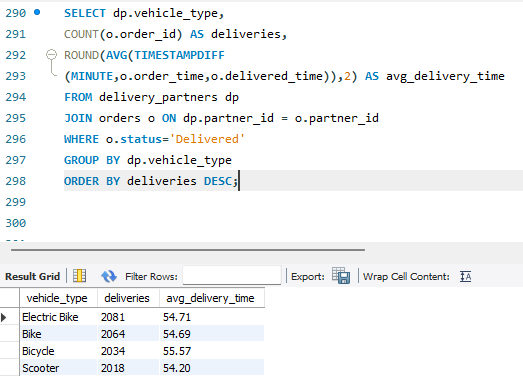 290 SELECT dp.vehicle_type,
291 COUNT(o.order_id) AS deliveries,
292 ROUND(AVG(TIMESTAMPDIFF
293 (MINUTE,o.order_time,o.delivered_time)),2) AS avg_delivery_time
294 FROM delivery_partners dp
295 JOIN orders o ON dp.partner_id = o.partner_id
296 WHERE o.status='Delivered'
297 GROUP BY dp.vehicle_type
298 ORDER BY deliveries DESC;
299
300
Result Grid Filter Rows: Export: Wrap Cell Content: IA
vehicle_type deliveries avg_delivery_time
Electric Bike 2081 54.71
Bike 2064 54.69
Bicycle 2034 55.57
Scooter 2018 54.20